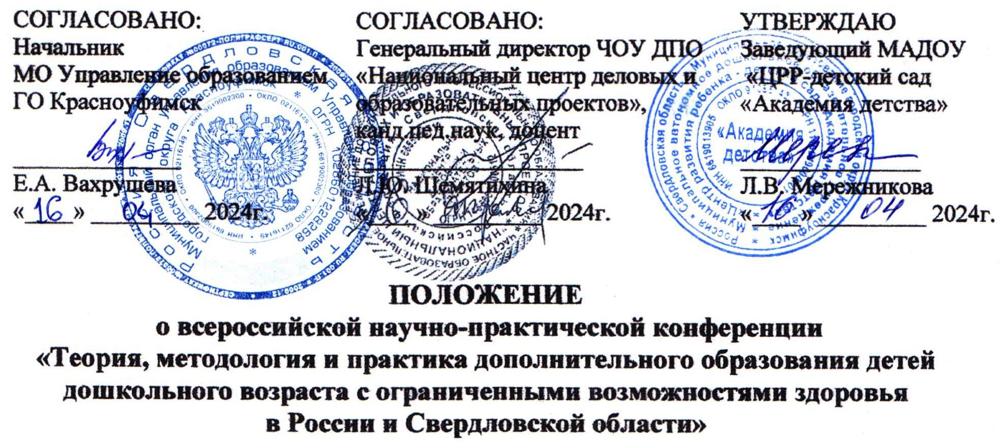 СОГЛАСОВАНО:
Начальник
МО Управление образованием
ГО Красноуфимск
Е.А. Вахрушева
«16» 04 2024г.
СОГЛАСОВАНО:
Генеральный директор ЧОУ ДПО
«Национальный центр деловых и
образовательных проектов»,
канд.пед.наук, доцент
Л.Ю. Шемятихина
2024г.
УТВЕРЖДАЮ
Заведующий МАДОУ
«ЦРР-детский сад
«Академия детства»
Л.В. Мережникова
«16» 04 2024г.
«Академия
детства»
ПОЛОЖЕНИЕ
о всероссийской научно-практической конференции
«Теория, методология и практика дополнительного образования детей
дошкольного возраста с ограниченными возможностями здоровья
в России и Свердловской области»